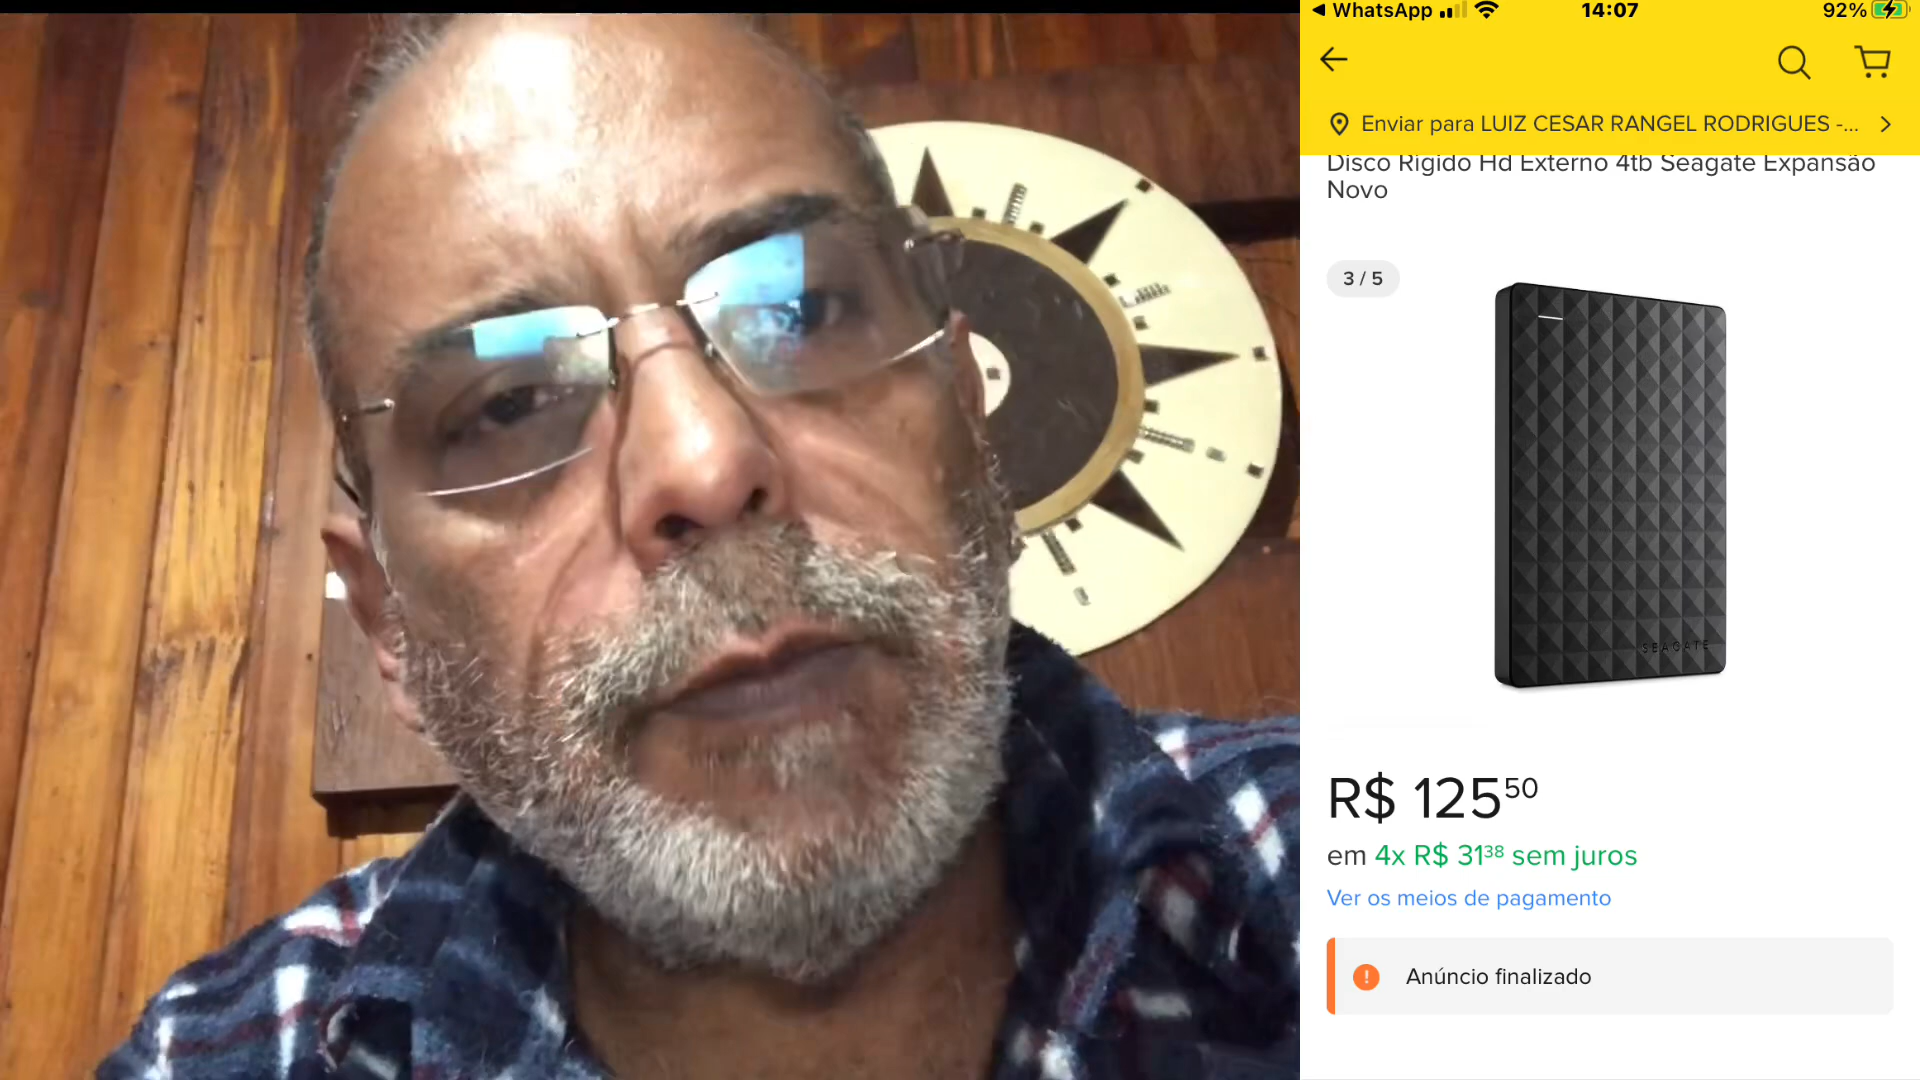 WhatsApp 14:07 92%
Enviar para LUIZ CESAR RANGEL RODRIGUES -...
Disco Rígido Hd Externo 4tb Seagate Expansão
Novo
3 / 5
SEAGATE
R$ 125 50
em 4x R$ 31 38 sem juros
Ver os meios de pagamento
Anúncio finalizado